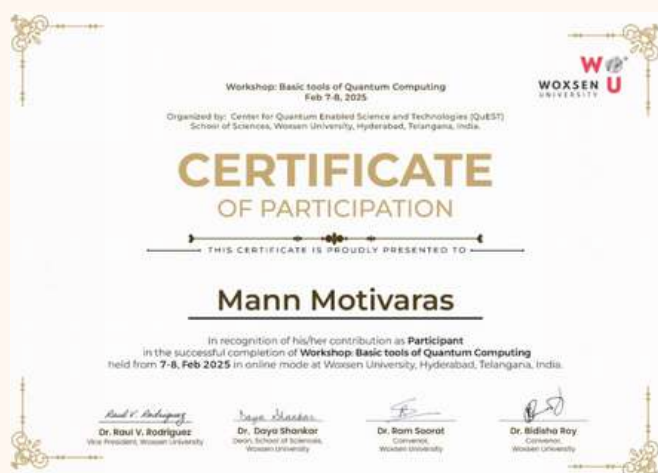 Workshop: Basic tools of Quantum Computing
Feb 7-8, 2025
Organized by: Center for Quantum Enabled Science and Technologies (QuEST)
School of Sciences, Woxsen University, Hyderabad, Telangana, India.
WOXSEN U
UNIVERSITY
CERTIFICATE
OF PARTICIPATION
THIS CERTIFICATE IS PROUDLY PRESENTED TO
Mann Motivaras
In recognition of his/her contribution as Participant
in the successful completion of Workshop: Basic tools of Quantum Computing
held from 7-8, Feb 2025 in online mode at Woxsen University, Hyderabad, Telangana, India.
Raul V. Rodriguez
Daya Shankar
Dr. Raul V. Rodriguez
Vice President, Woxsen University
Dr. Daya Shankar
Dean, School of Sciences,
Woxsen University
Dr. Ram Soorat
Convenor,
Woxsen University
Dr. Bidisha Roy
Convenor,
Woxsen University